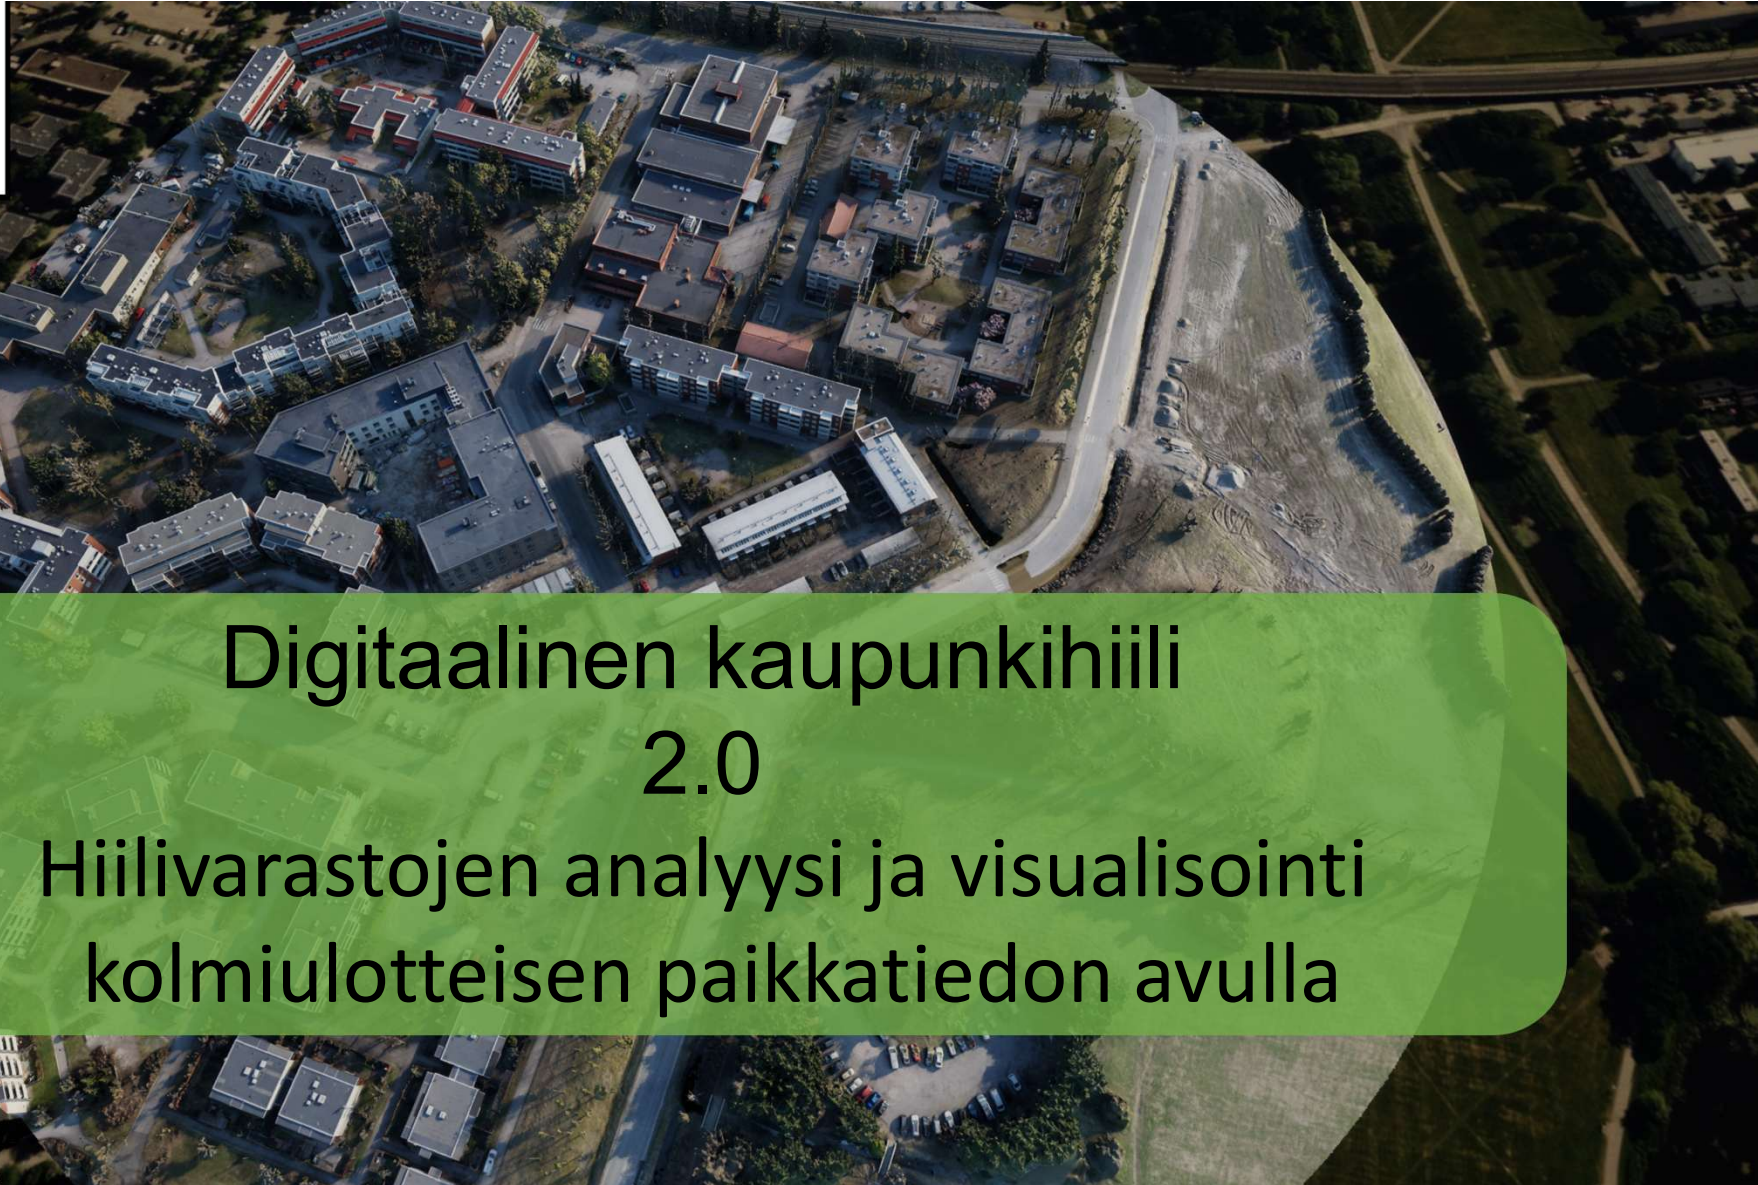 Digitaalinen kaupunkihiili
2.0
Hiilivarastojen analyysi ja visualisointi
kolmiulotteisen paikkatiedon avulla